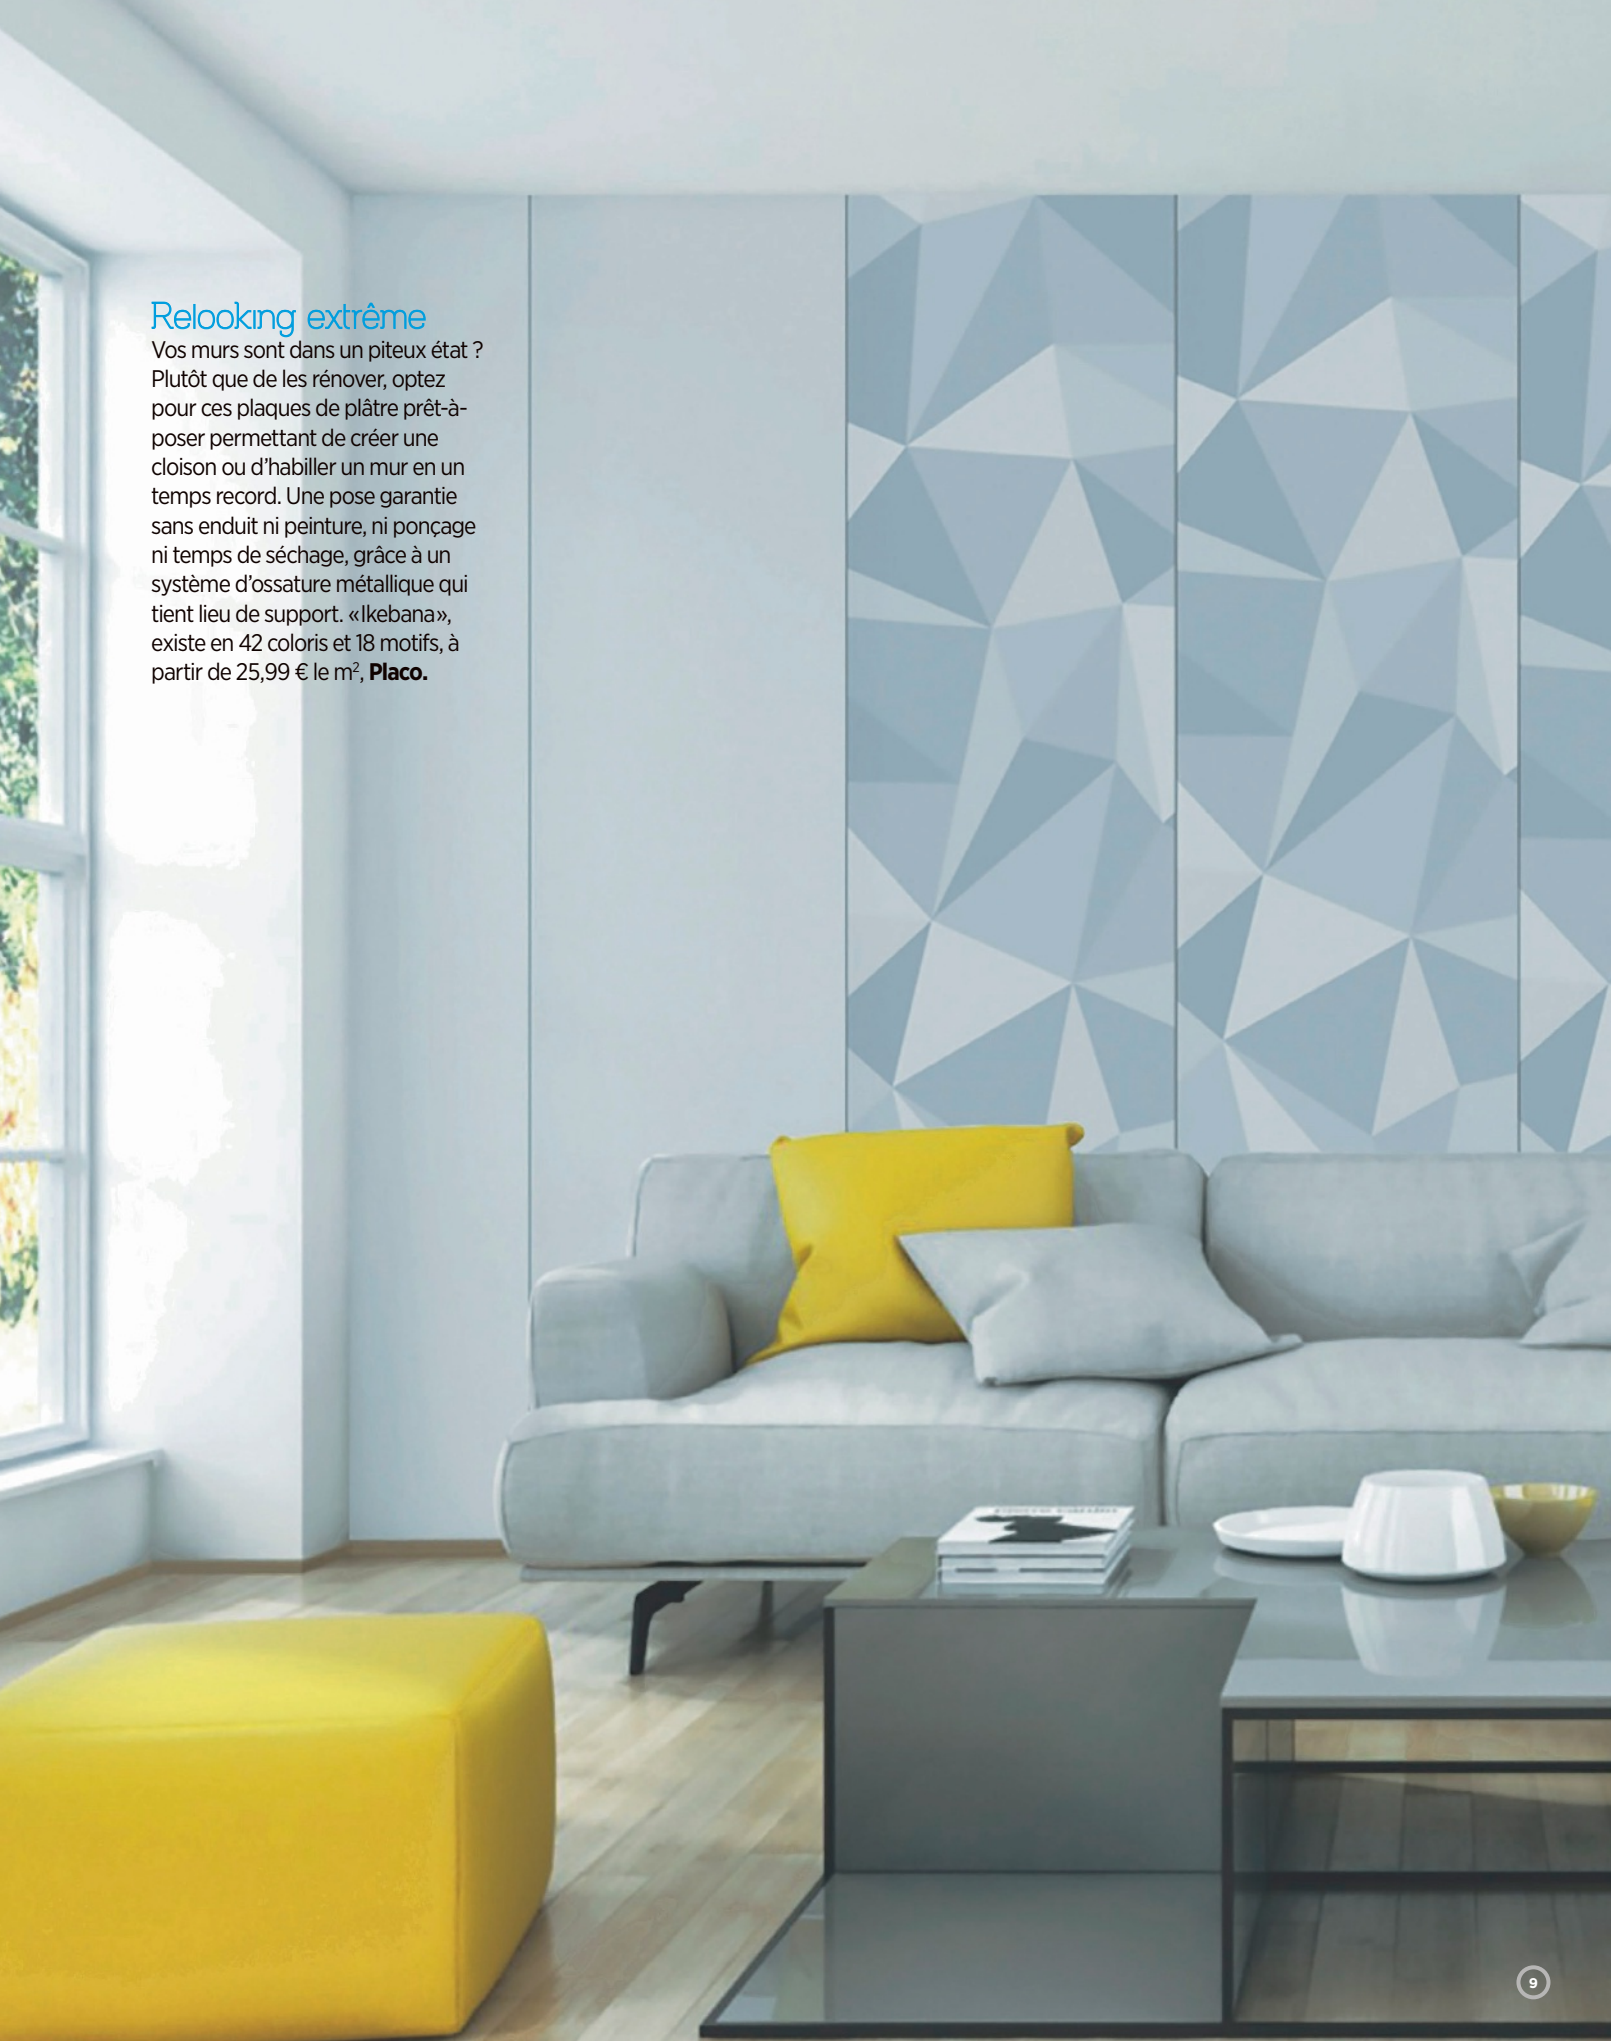 Relooking extrême
Vos murs sont dans un piteux état ?
Plutôt que de les rénover, optez
pour ces plaques de plâtre prêt-à-
poser permettant de créer une
cloison ou d’habiller un mur en un
temps record. Une pose garantie
sans enduit ni peinture, ni ponçage
ni temps de séchage, grâce à un
système d’ossature métallique qui
tient lieu de support. «Ikebana»,
existe en 42 coloris et 18 motifs, à
partir de 25,99 € le m², Placo.
9